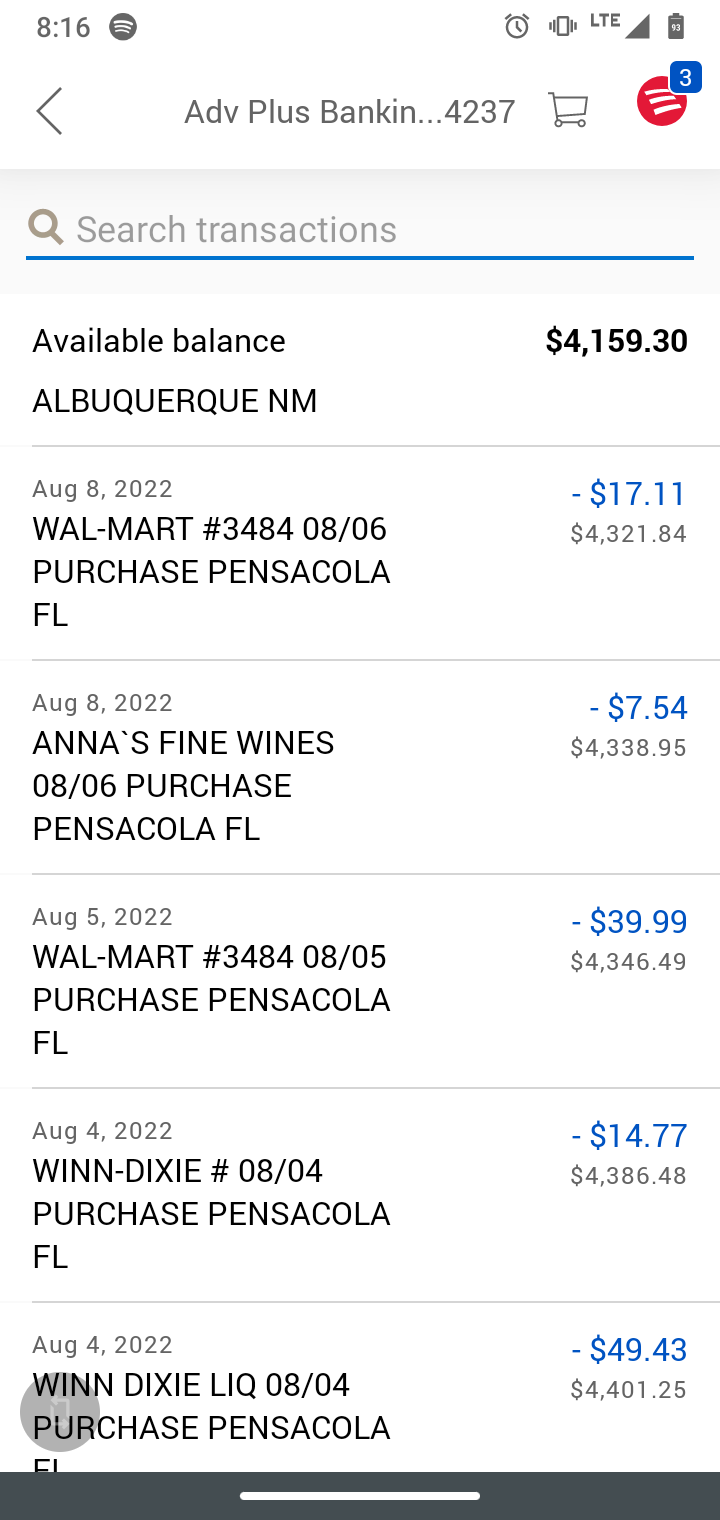 8:16 LTE 93
Adv Plus Bankin...4237 3
Search transactions
Available balance $4,159.30
ALBUQUERQUE NM
Aug 8, 2022 - $17.11
WAL-MART #3484 08/06 $4,321.84
PURCHASE PENSACOLA
FL
Aug 8, 2022 - $7.54
ANNA`S FINE WINES $4,338.95
08/06 PURCHASE
PENSACOLA FL
Aug 5, 2022 - $39.99
WAL-MART #3484 08/05 $4,346.49
PURCHASE PENSACOLA
FL
Aug 4, 2022 - $14.77
WINN-DIXIE # 08/04 $4,386.48
PURCHASE PENSACOLA
FL
Aug 4, 2022 - $49.43
WINN DIXIE LIQ 08/04 $4,401.25
PURCHASE PENSACOLA
FL